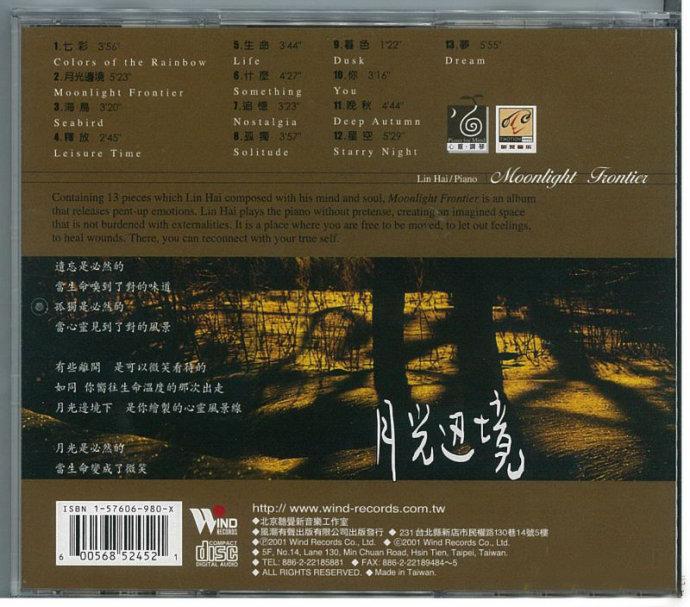 1.七彩 3'56"
Colors of the Rainbow
2.月光邊境 5'23"
Moonlight Frontier
3.海鳥 3'20"
Seabird
4.釋放 2'45"
Leisure Time
5.生命 3'44"
Life
6.什麼 4'27"
Something
7.追憶 3'23"
Nostalgia
8.孤獨 3'57"
Solitude
9.暮色 1'22"
Dusk
10.你 3'16"
You
11.晚秋 4'44"
Deep Autumn
12.星空 5'29"
Starry Night
13.夢 5'55"
Dream
心靈·鋼琴
Lin Hai/Piano Moonlight Frontier
Containing 13 pieces which Lin Hai composed with his mind and soul, Moonlight Frontier is an album
that releases pent-up emotions. Lin Hai plays the piano without pretense, creating an imagined space
that is not burdened with externalities. It is a place where you are free to be moved, to let out feelings,
to heal wounds. There, you can reconnect with your true self.
遺忘是必然的
當生命嗅到了對的味道
孤獨是必然的
當心靈見到了對的風景
有些離開 是可以微笑看待的
如同 你嚮往生命溫度的那次出走
月光邊境下 是你繪製的心靈風景線
月光是必然的
當生命變成了微笑
月光边境
ISBN 1-57606-980-X
6 00568 52452 1
WIND
RECORDS
COMPACT
disc
DIGITAL AUDIO
http:// www.wind-records.com.tw
◆北京聽覺新音樂工作室
◆風潮有聲出版有限公司出版發行 ◆231台北縣新店市民權路130巷14號5樓
◆Ⓟ2001 Wind Records Co., Ltd. ◆ⓒ2001 Wind Records Co., Ltd.
◆5F, No.14, Lane 130, Min Chuan Road, Hsin Tien, Taipei, Taiwan.
◆TEL: 886-2-22185881 ◆FAX: 886-2-22189484~5
◆ALL RIGHTS RESERVED. ◆Made in Taiwan.